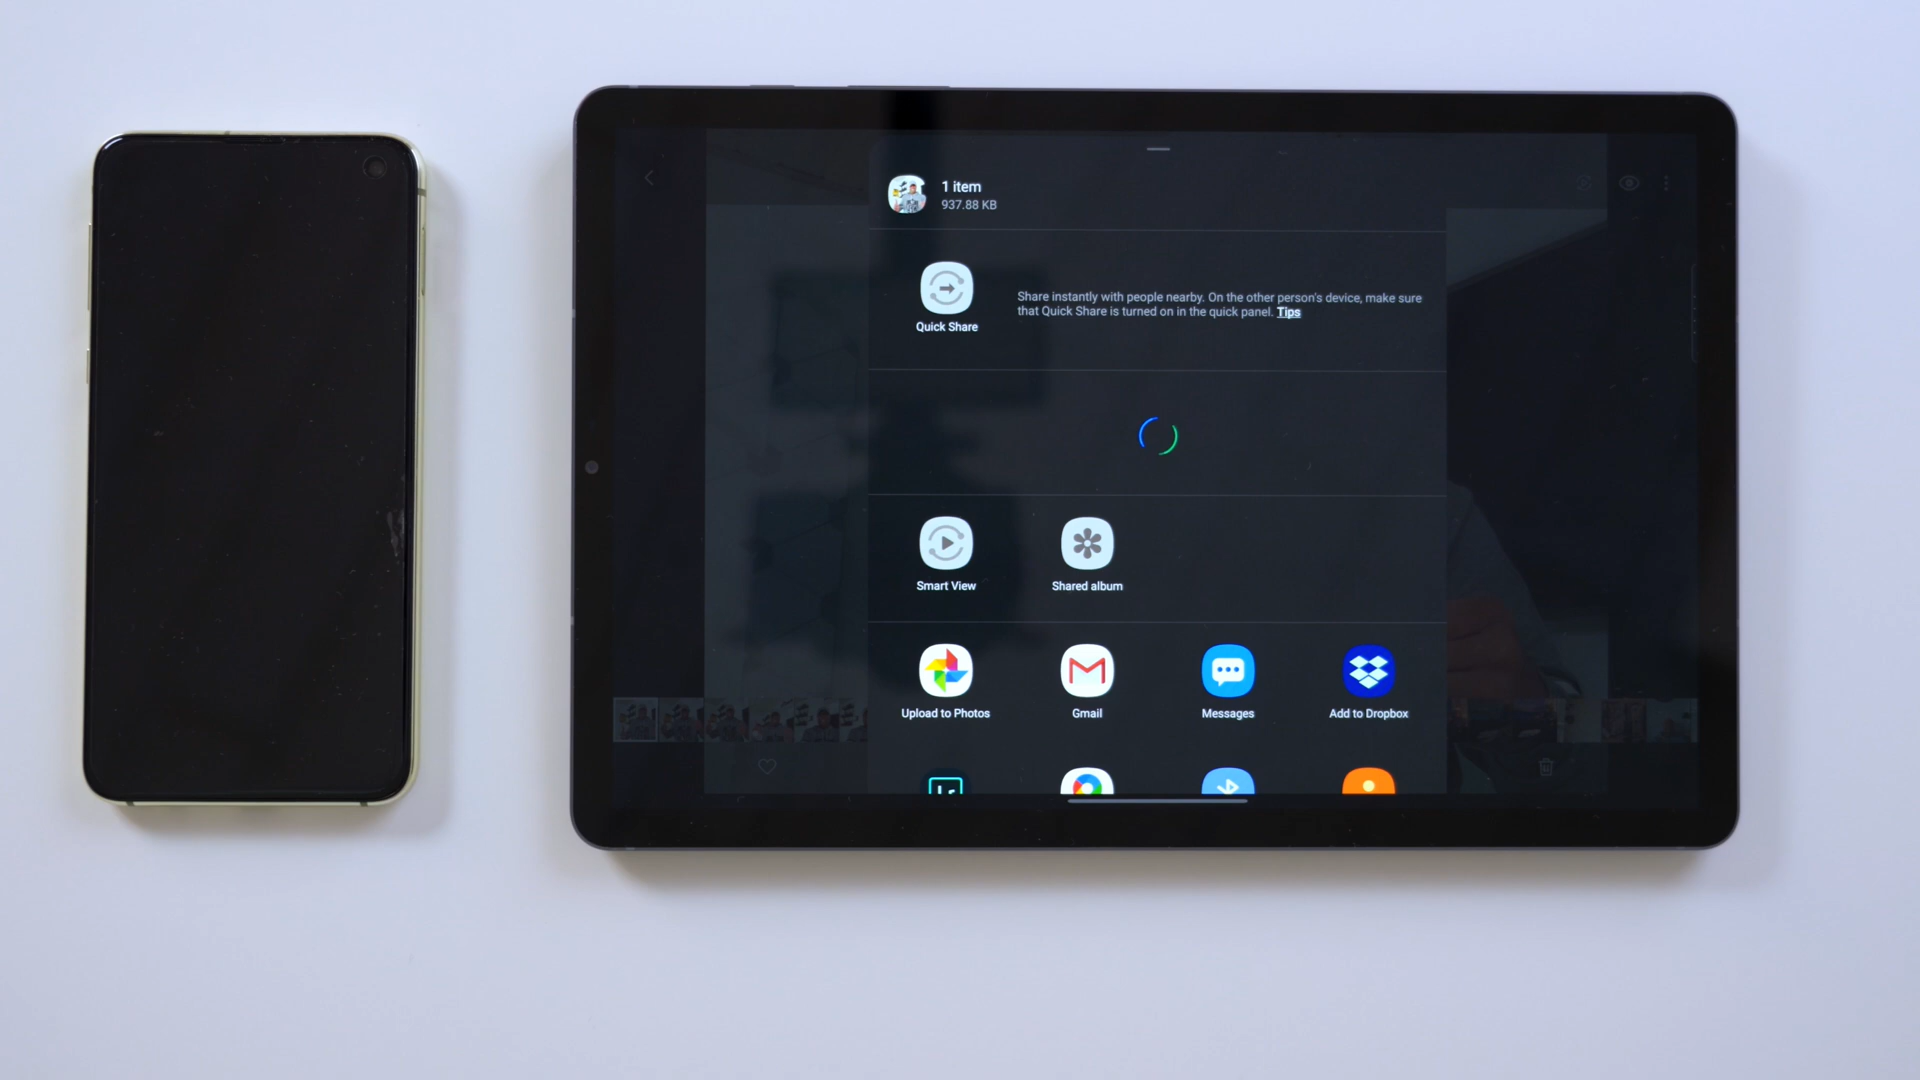 1 item
937.88 KB
Quick Share
Share instantly with people nearby. On the other person's device, make sure
that Quick Share is turned on in the quick panel. Tips
Smart View
Shared album
Upload to Photos
Gmail
Messages
Add to Dropbox
Lr